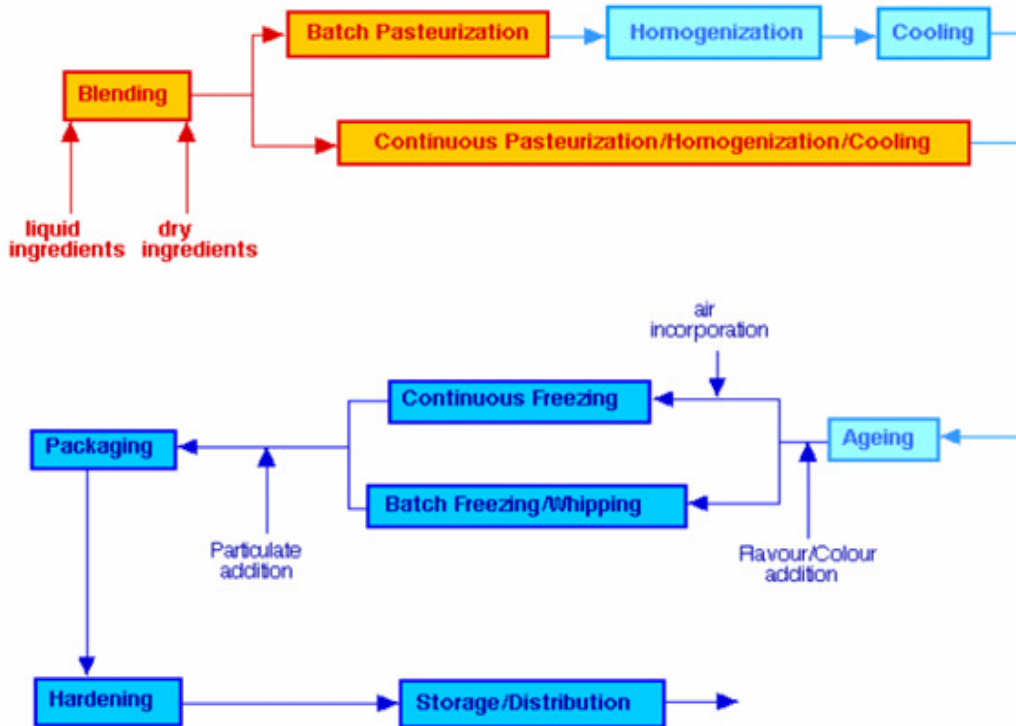 Batch Pasteurization
Homogenization
Cooling
Blending
Continuous Pasteurization/Homogenization/Cooling
liquid
ingredients
dry
ingredients
air
incorporation
Continuous Freezing
Packaging
Ageing
Batch Freezing/Whipping
Particulate
addition
Flavour/Colour
addition
Hardening
Storage/Distribution